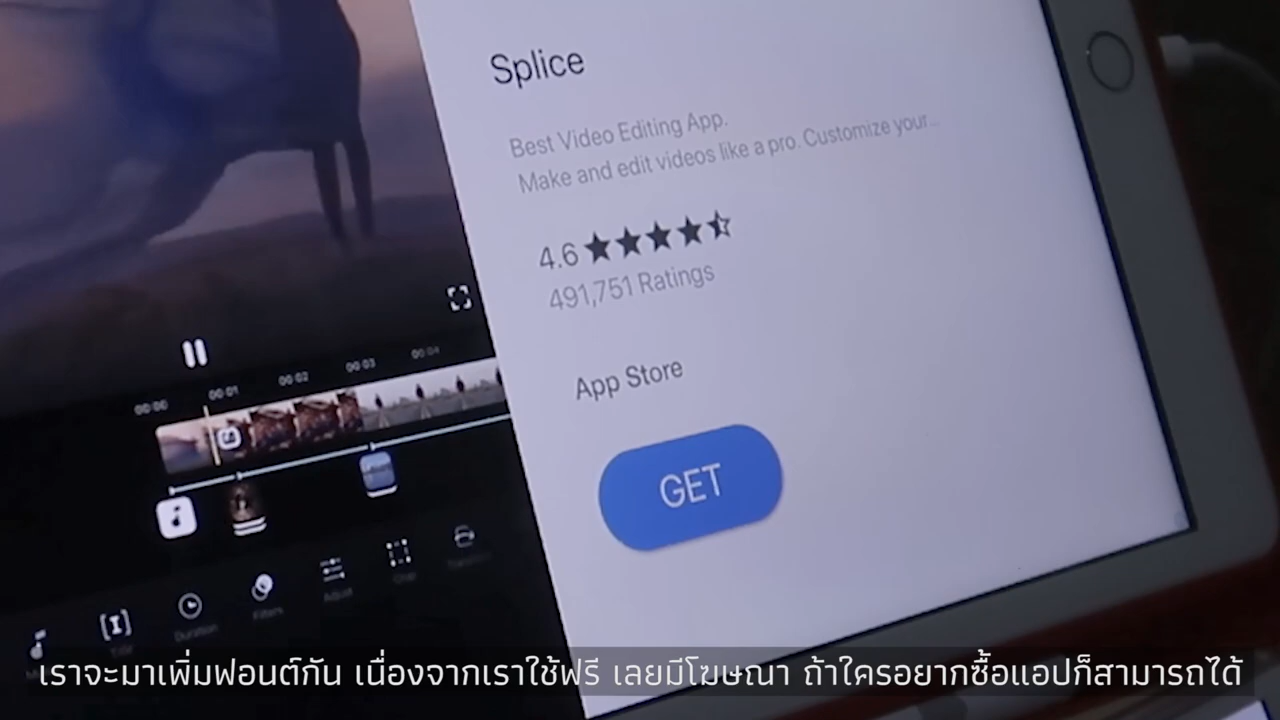 Splice
Best Video Editing App.
Make and edit videos like a pro. Customize your...
4.6
491,751 Ratings
App Store
GET
00:00 00:01 00:02 00:03 00:04
Duration Filters Adjust
เราจะมาเพิ่มฟอนต์กัน เนื่องจากเราใช้ฟรี เลยมีโฆษณา ถ้าใครอยากซื้อแอปก็สามารถได้